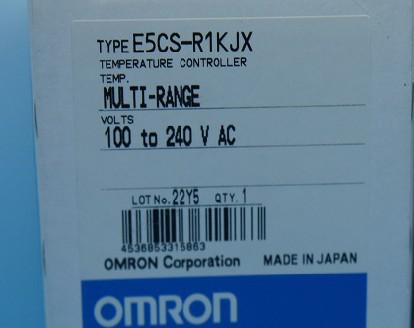 TYPE E5CS-R1KJX
TEMPERATURE CONTROLLER
TEMP.
MULTI-RANGE
VOLTS
100 to 240 V AC
LOT No. 22Y5 QTY. 1
4536853315863
OMRON Corporation MADE IN JAPAN
OMRON